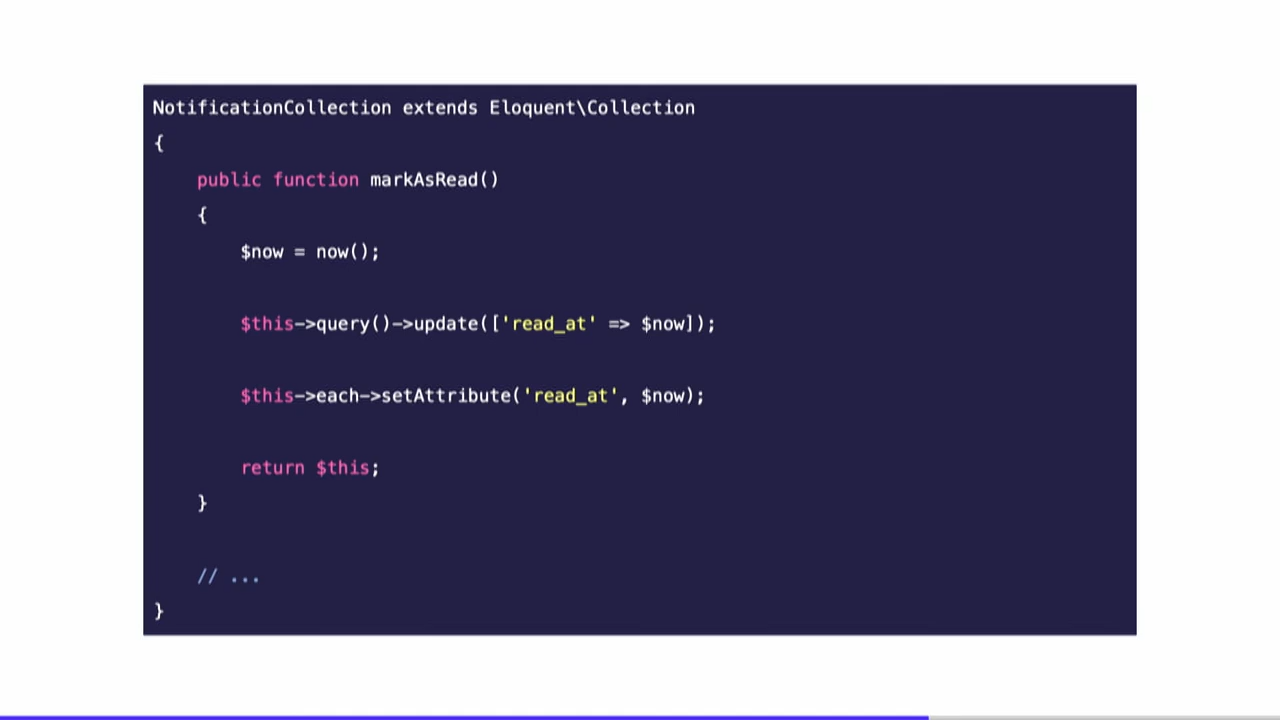 NotificationCollection extends Eloquent\Collection
{
    public function markAsRead()
    {
        $now = now();
        $this->query()->update(['read_at' => $now]);
        $this->each->setAttribute('read_at', $now);
        return $this;
    }
    // ...
}